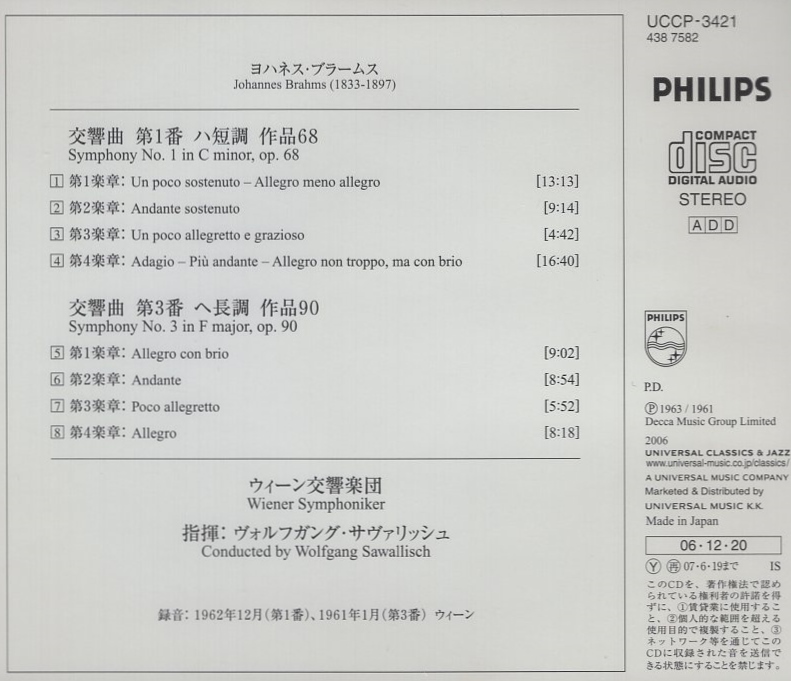 ヨハネス・ブラームス
Johannes Brahms (1833-1897)
交響曲 第1番 ハ短調 作品68
Symphony No. 1 in C minor, op. 68
1 第1楽章: Un poco sostenuto – Allegro meno allegro [13:13]
2 第2楽章: Andante sostenuto [9:14]
3 第3楽章: Un poco allegretto e grazioso [4:42]
4 第4楽章: Adagio – Più andante – Allegro non troppo, ma con brio [16:40]
交響曲 第3番 ヘ長調 作品90
Symphony No. 3 in F major, op. 90
5 第1楽章: Allegro con brio [9:02]
6 第2楽章: Andante [8:54]
7 第3楽章: Poco allegretto [5:52]
8 第4楽章: Allegro [8:18]
ウィーン交響楽団
Wiener Symphoniker
指揮: ヴォルフガング・サヴァリッシュ
Conducted by Wolfgang Sawallisch
録音: 1962年12月(第1番)、1961年1月(第3番) ウィーン
UCCP-3421
438 7582
PHILIPS
COMPACT
disc
DIGITAL AUDIO
STEREO
ADD
PHILIPS
P.D.
Ⓟ 1963 / 1961
Decca Music Group Limited
2006
UNIVERSAL CLASSICS & JAZZ
www.universal-music.co.jp/classics/
A UNIVERSAL MUSIC COMPANY
Marketed & Distributed by
UNIVERSAL MUSIC K.K.
Made in Japan
06・12・20
Ⓨ 再 07・6・19まで IS
このCDを、著作権法で認め
られている権利者の許諾を得
ずに、①賃貸業に使用するこ
と、②個人的な範囲を超える
使用目的で複製すること、③
ネットワーク等を通じてこの
CDに収録された音を送信で
きる状態にすることを禁じます。